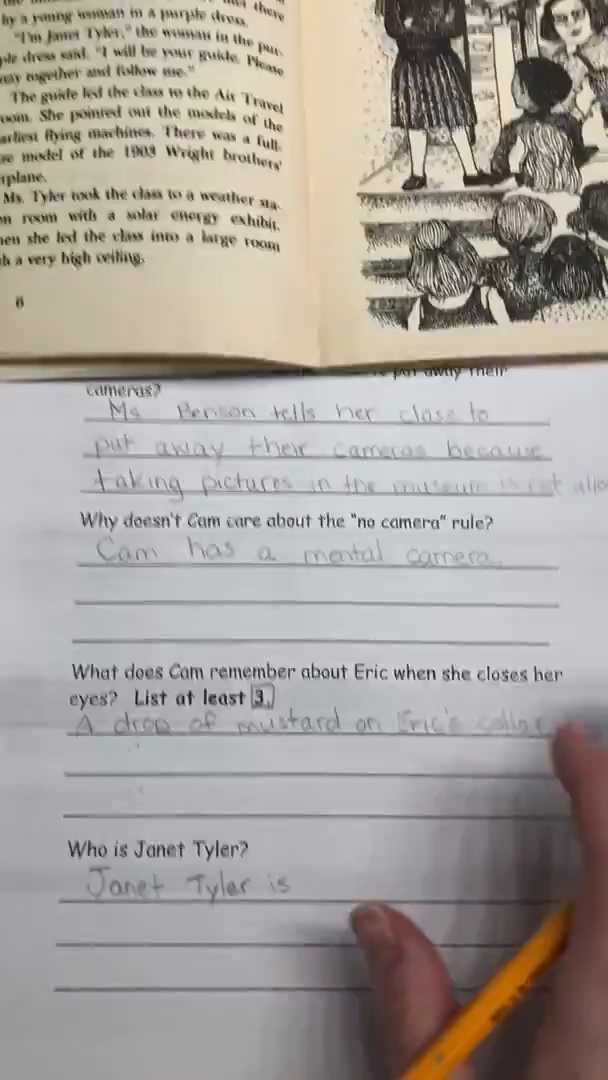 by a young woman in a purple dress.
"I'm Janet Tyler," the woman in the pur-
ple dress said. "I will be your guide. Please
stay together and follow me."
The guide led the class to the Air Travel
room. She pointed out the models of the
earliest flying machines. There was a full-
model of the 1903 Wright brothers'
airplane.
Ms. Tyler took the class to a weather sta-
on room with a solar energy exhibit.
hen she led the class into a large room
h a very high ceiling.
6
put away their
cameras?
Ms Benson tells her class to
put away their cameras because
taking pictures in the museum is not allo
Why doesn't Cam care about the "no camera" rule?
Cam has a mental camera.
What does Cam remember about Eric when she closes her
eyes? List at least 3.
A drop of mustard on Eric's collar
Who is Janet Tyler?
Janet Tyler is